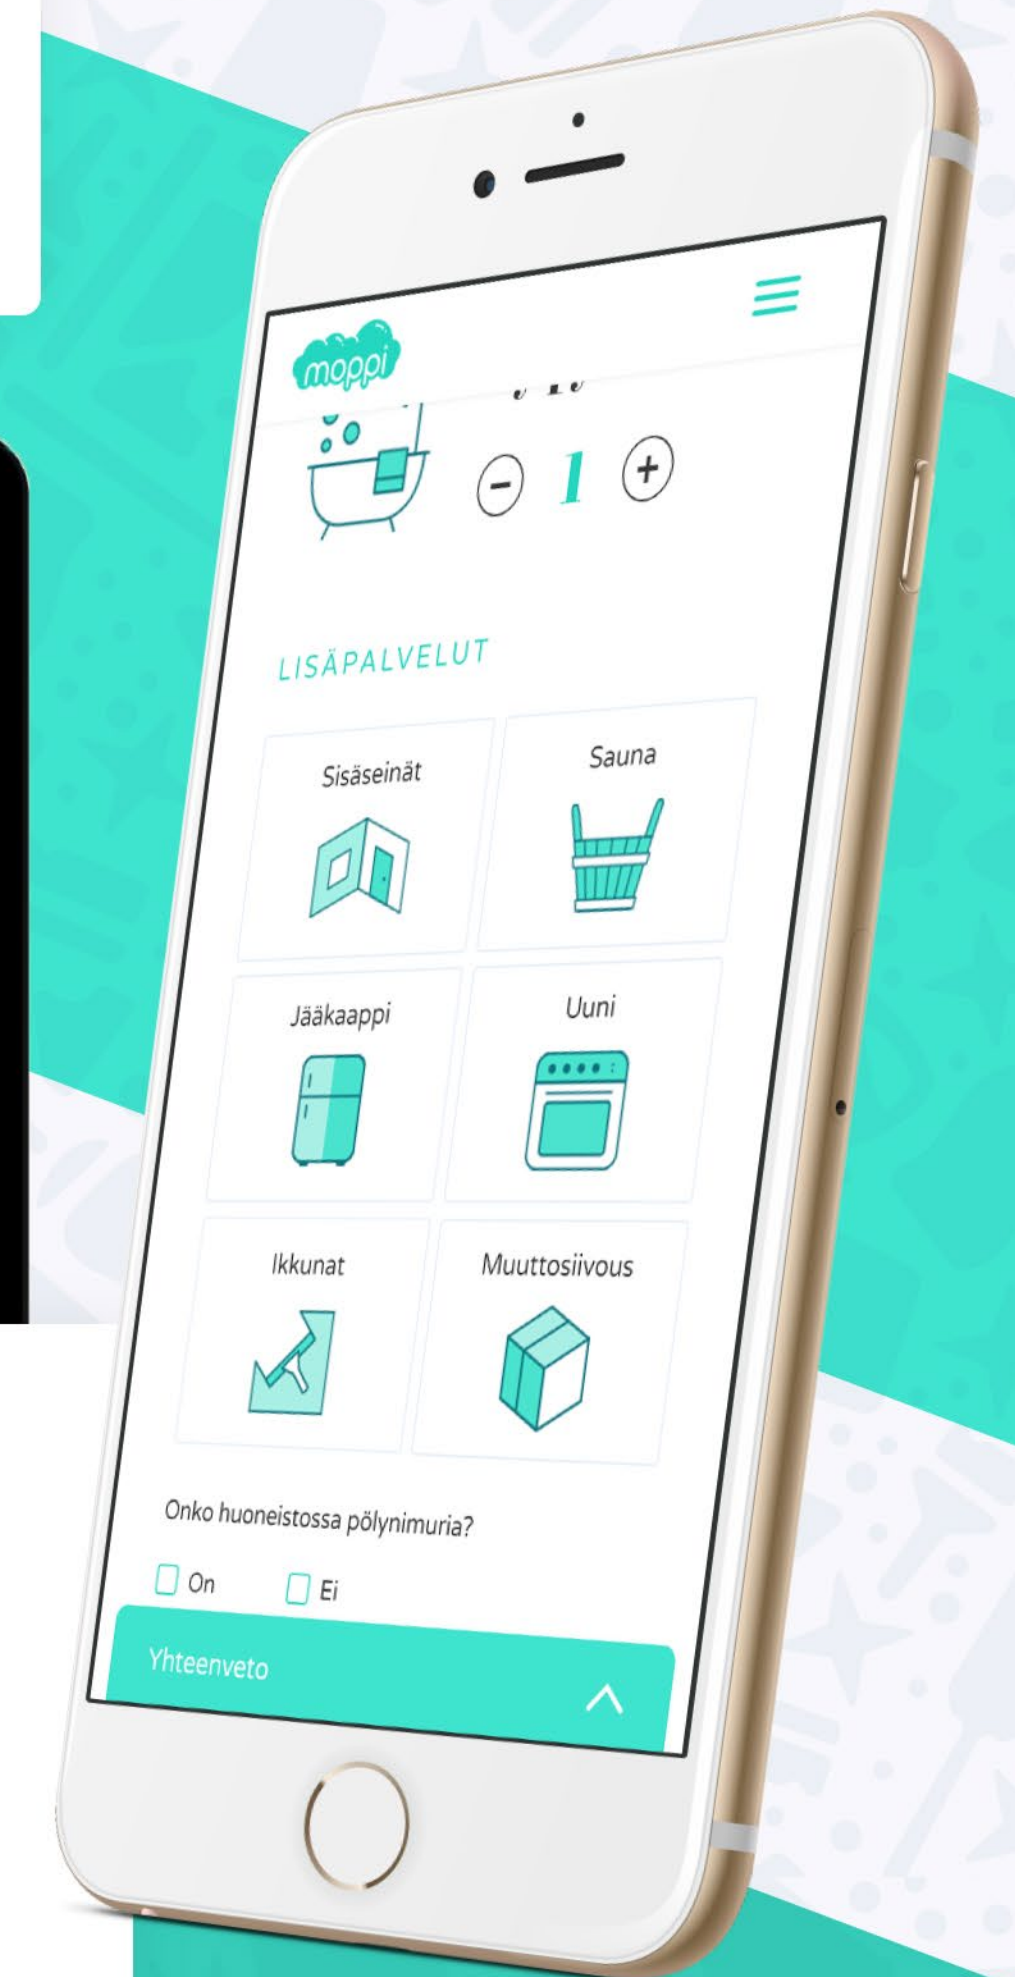 moppi
− 1 +
LISÄPALVELUT
Sisäseinät
Sauna
Jääkaappi
Uuni
Ikkunat
Muuttosiivous
Onko huoneistossa pölynimuria?
On
Ei
Yhteenveto